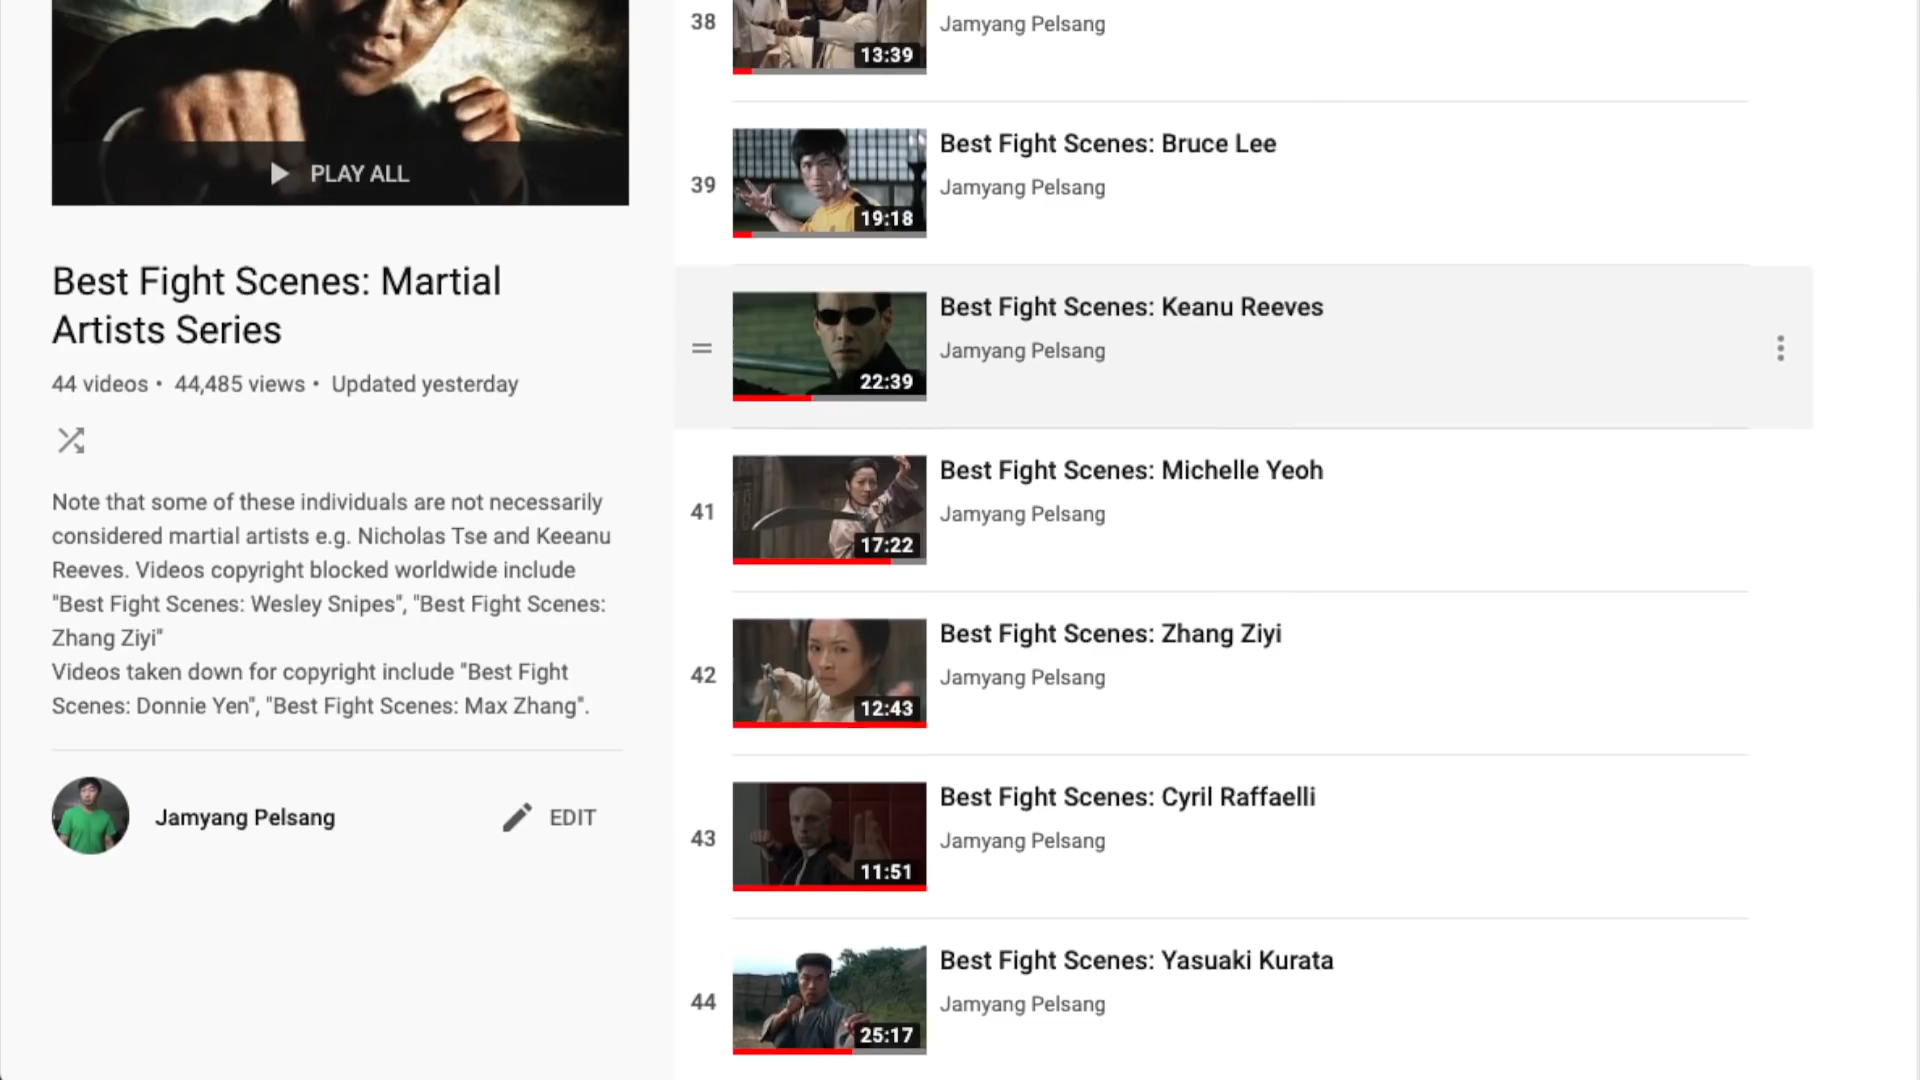 PLAY ALL
Best Fight Scenes: Martial
Artists Series
44 videos • 44,485 views • Updated yesterday
Note that some of these individuals are not necessarily
considered martial artists e.g. Nicholas Tse and Keeanu
Reeves. Videos copyright blocked worldwide include
"Best Fight Scenes: Wesley Snipes", "Best Fight Scenes:
Zhang Ziyi"
Videos taken down for copyright include "Best Fight
Scenes: Donnie Yen", "Best Fight Scenes: Max Zhang".
Jamyang Pelsang
EDIT
38
13:39
Jamyang Pelsang
39
19:18
Best Fight Scenes: Bruce Lee
Jamyang Pelsang
22:39
Best Fight Scenes: Keanu Reeves
Jamyang Pelsang
41
17:22
Best Fight Scenes: Michelle Yeoh
Jamyang Pelsang
42
12:43
Best Fight Scenes: Zhang Ziyi
Jamyang Pelsang
43
11:51
Best Fight Scenes: Cyril Raffaelli
Jamyang Pelsang
44
25:17
Best Fight Scenes: Yasuaki Kurata
Jamyang Pelsang